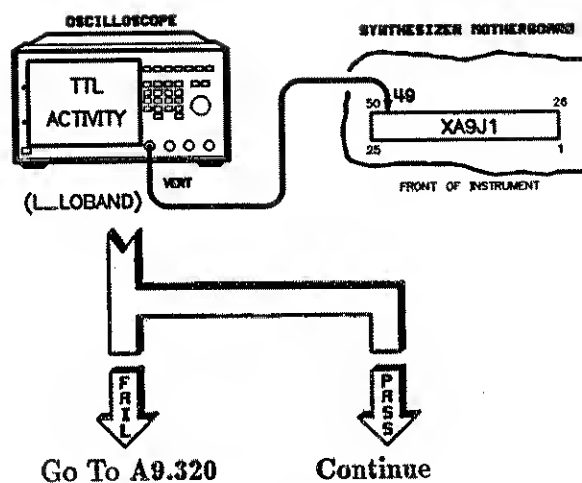 OSCILLOSCOPE
SYNTHESIZER MOTHERBOARD
TTL
ACTIVITY
50
49
26
XA9J1
25
1
VERT
FRONT OF INSTRUMENT
(L_LOBAND)
FAIL
PASS
Go To A9.320
Continue